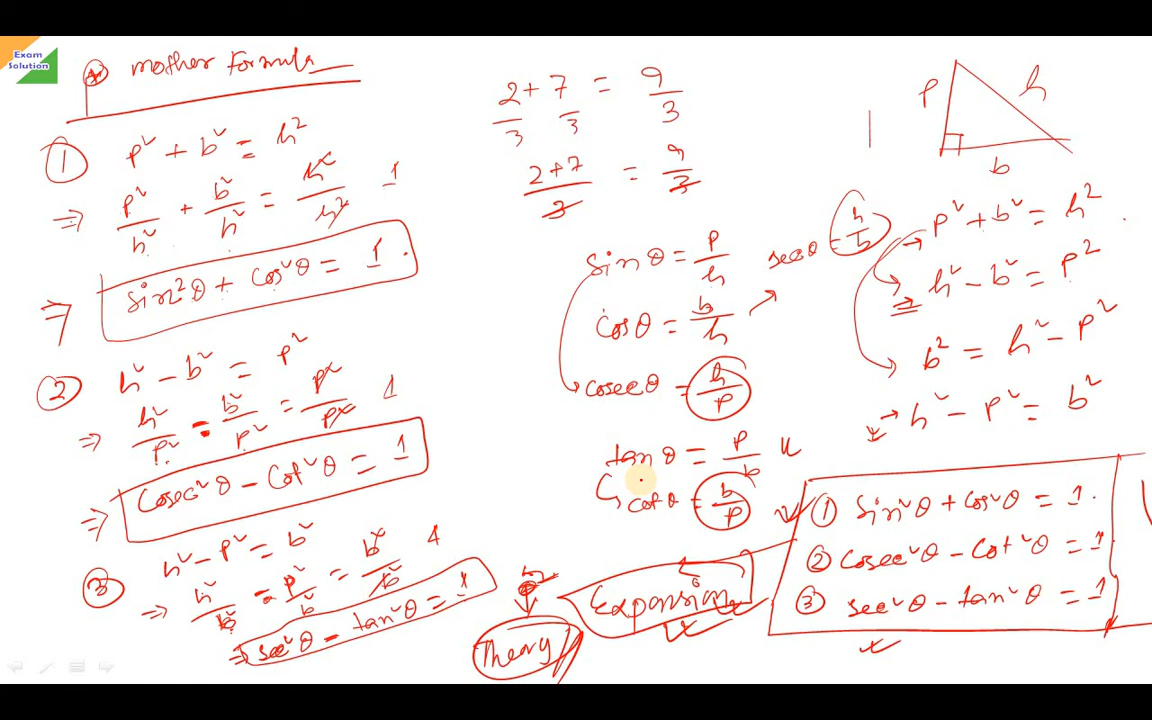 Exam
Solution
mother Formula
① p² + b² = h²
⇒ p²/h² + b²/h² = h²/h² 1
⇒ sin²θ + cos²θ = 1.
② h² - b² = p²
⇒ h²/p² - b²/p² = p²/p² 1
⇒ cosec²θ - cot²θ = 1
③ h² - p² = b²
⇒ h²/b² - p²/b² = b²/b² 1
⇒ sec²θ - tan²θ = 1
2/3 + 7/3 = 9/3
2+7/3 = 9/3
sinθ = p/h
secθ = h/b
cosθ = b/h
cosecθ = h/p
tanθ = p/b
cotθ = b/p
Theory
Expansion
p h
b
p² + b² = h²
⇒ h² - b² = p²
b² = h² - p²
→ h² - p² = b²
① sin²θ + cos²θ = 1.
② cosec²θ - cot²θ = 1
③ sec²θ - tan²θ = 1